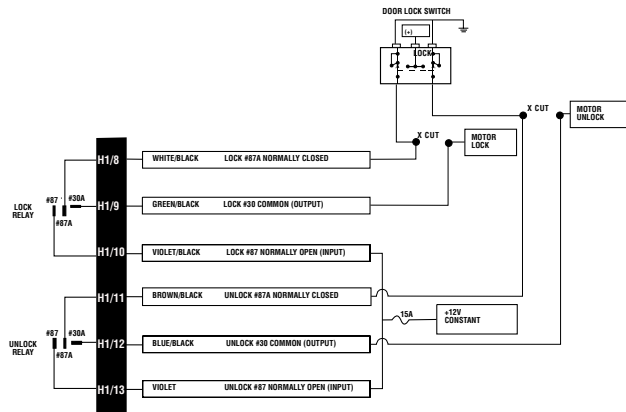 DOOR LOCK SWITCH
(+)
LOCK
X CUT
MOTOR
UNLOCK
X CUT
MOTOR
LOCK
H1/8
WHITE/BLACK LOCK #87A NORMALLY CLOSED
#87 #30A
LOCK
RELAY
#87A
H1/9
GREEN/BLACK LOCK #30 COMMON (OUTPUT)
H1/10
VIOLET/BLACK LOCK #87 NORMALLY OPEN (INPUT)
H1/11
BROWN/BLACK UNLOCK #87A NORMALLY CLOSED
15A
+12V
CONSTANT
#87 #30A
UNLOCK
RELAY
#87A
H1/12
BLUE/BLACK UNLOCK #30 COMMON (OUTPUT)
H1/13
VIOLET UNLOCK #87 NORMALLY OPEN (INPUT)